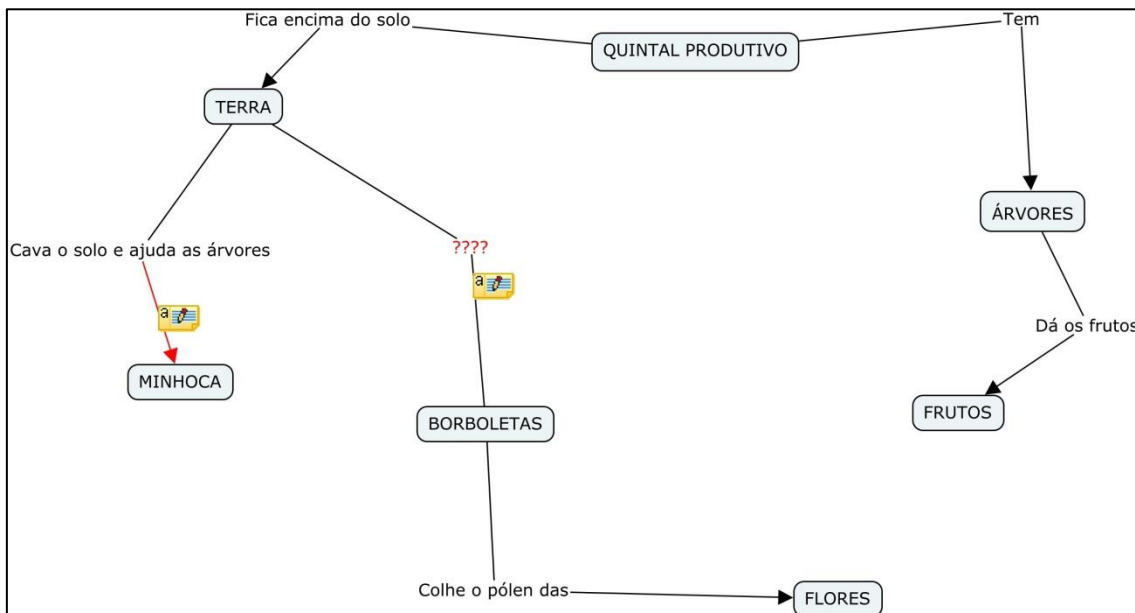 Fica encima do solo
Tem
QUINTAL PRODUTIVO
TERRA
ÁRVORES
Cava o solo e ajuda as árvores
????
a
a
Dá os frutos
MINHOCA
FRUTOS
BORBOLETAS
Colhe o pólen das
FLORES